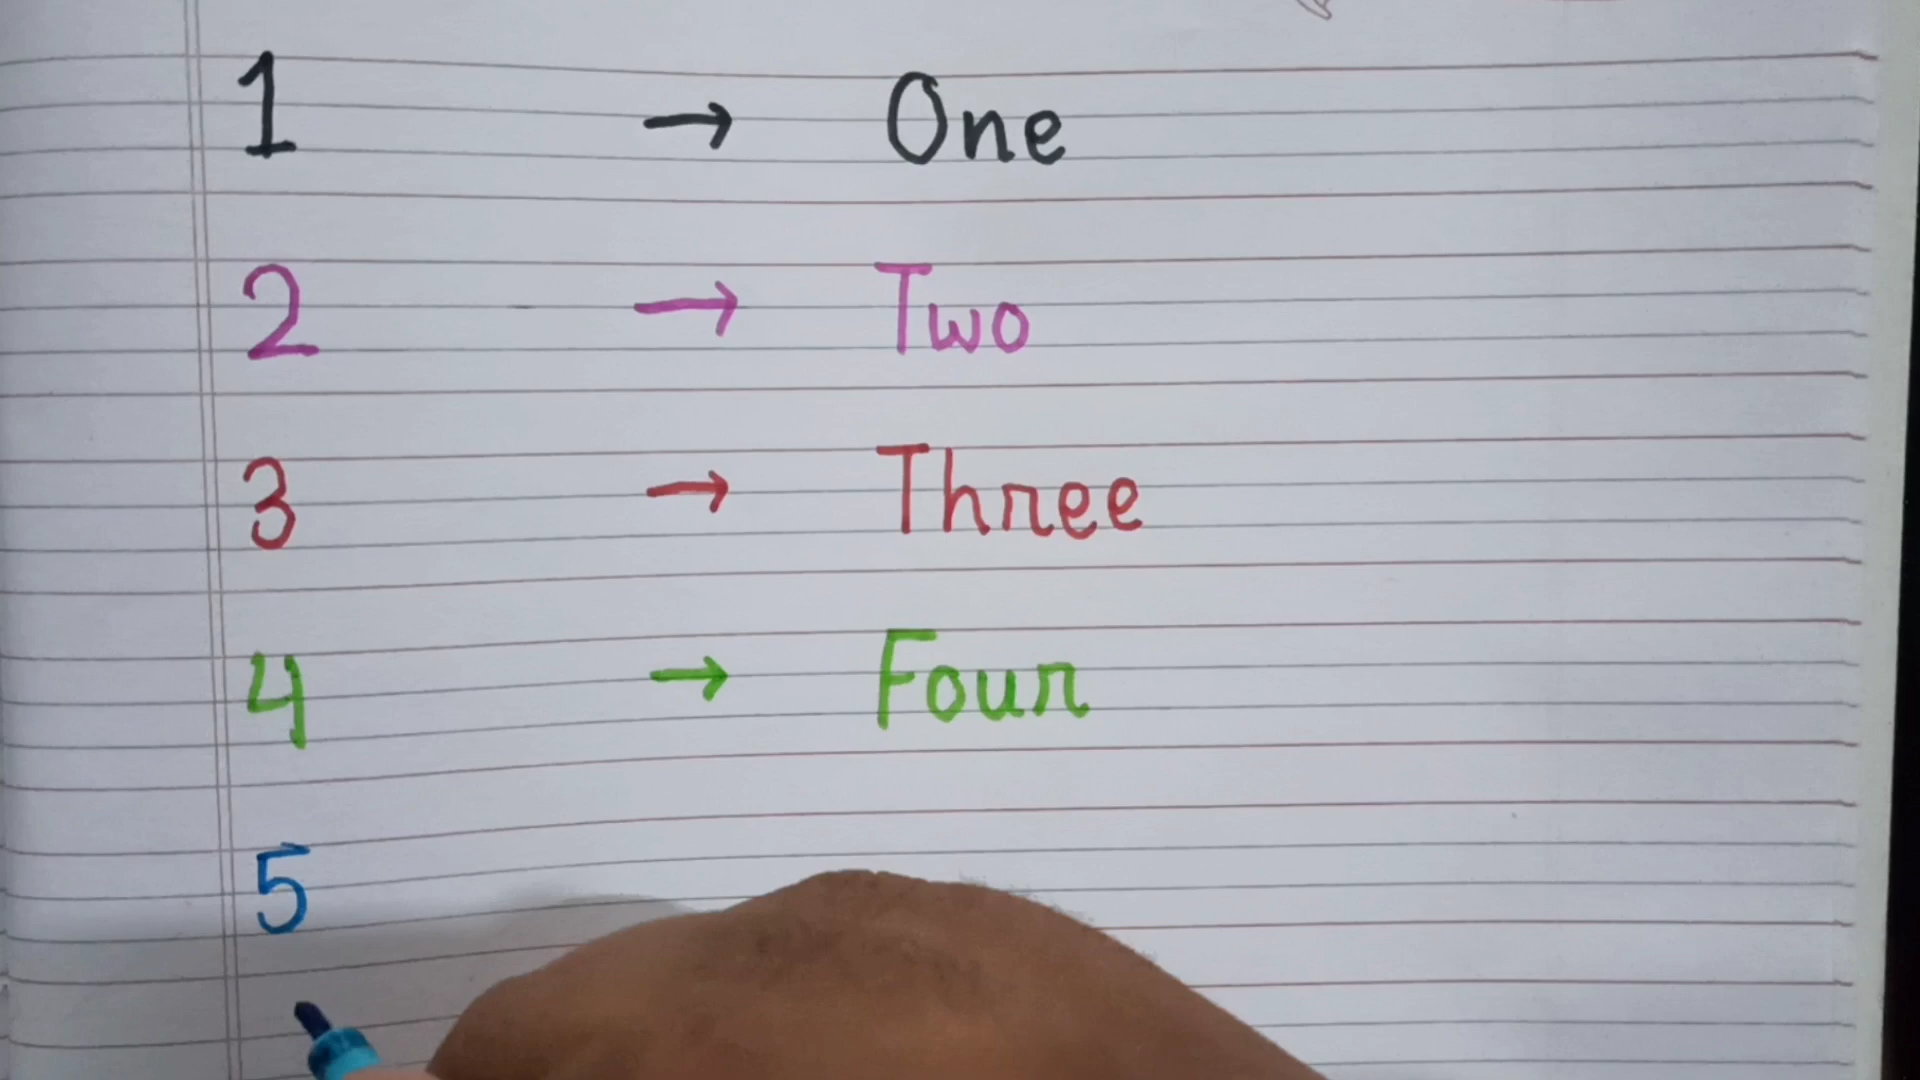 1 → One
2 → Two
3 → Three
4 → Four
5